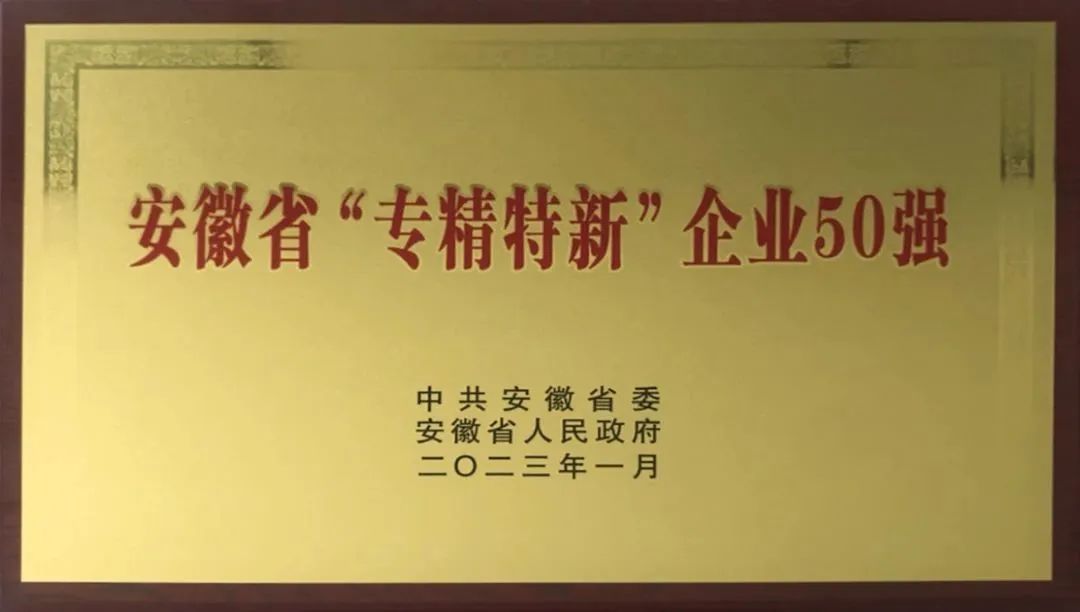 安徽省“专精特新”企业50强
中共安徽省委
安徽省人民政府
二〇二三年一月